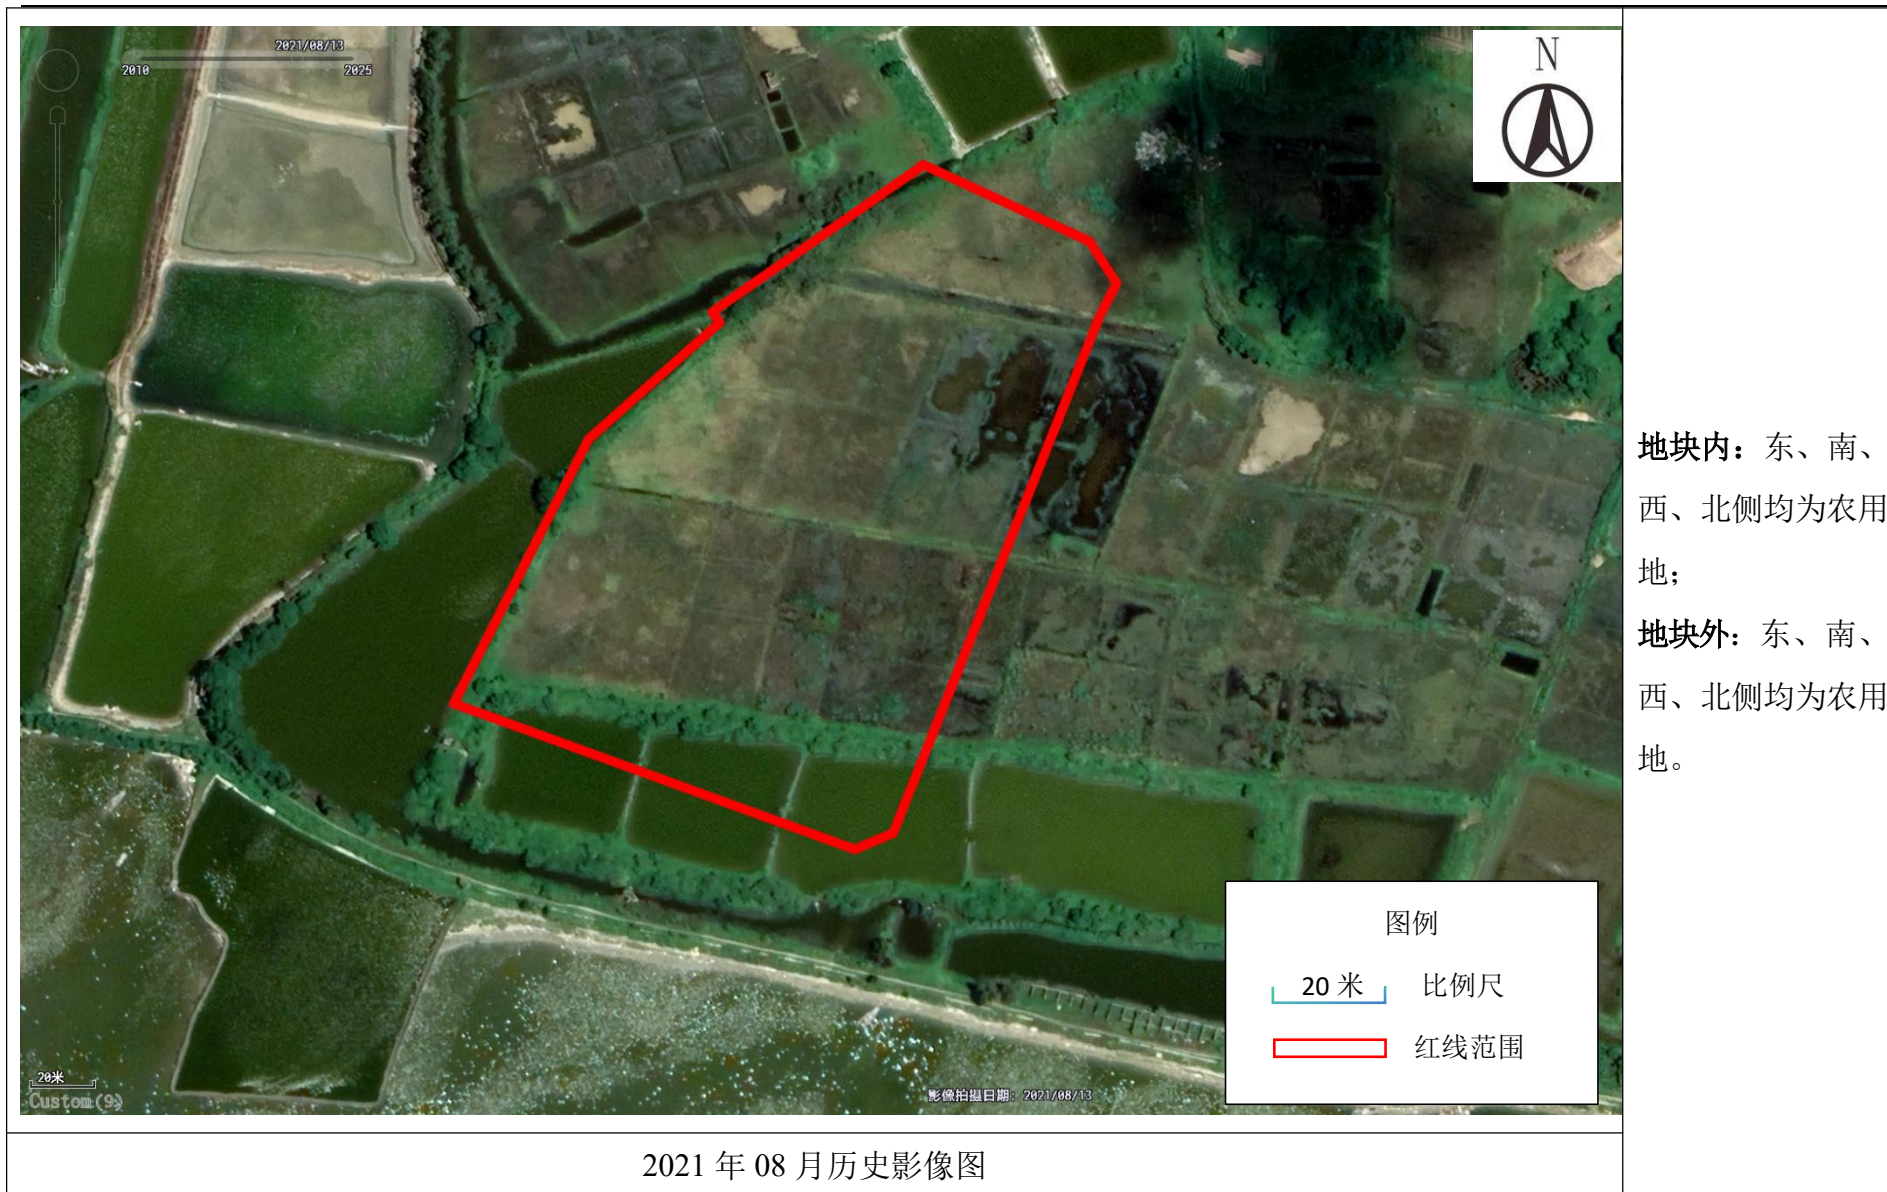 2021/08/13
2010
2025
N
地块内：东、南、
西、北侧均为农用
地；
地块外：东、南、
西、北侧均为农用
地。
图例
20 米 比例尺
红线范围
20米
Custom(9)
影像拍摄日期: 2021/08/13
2021 年 08 月历史影像图